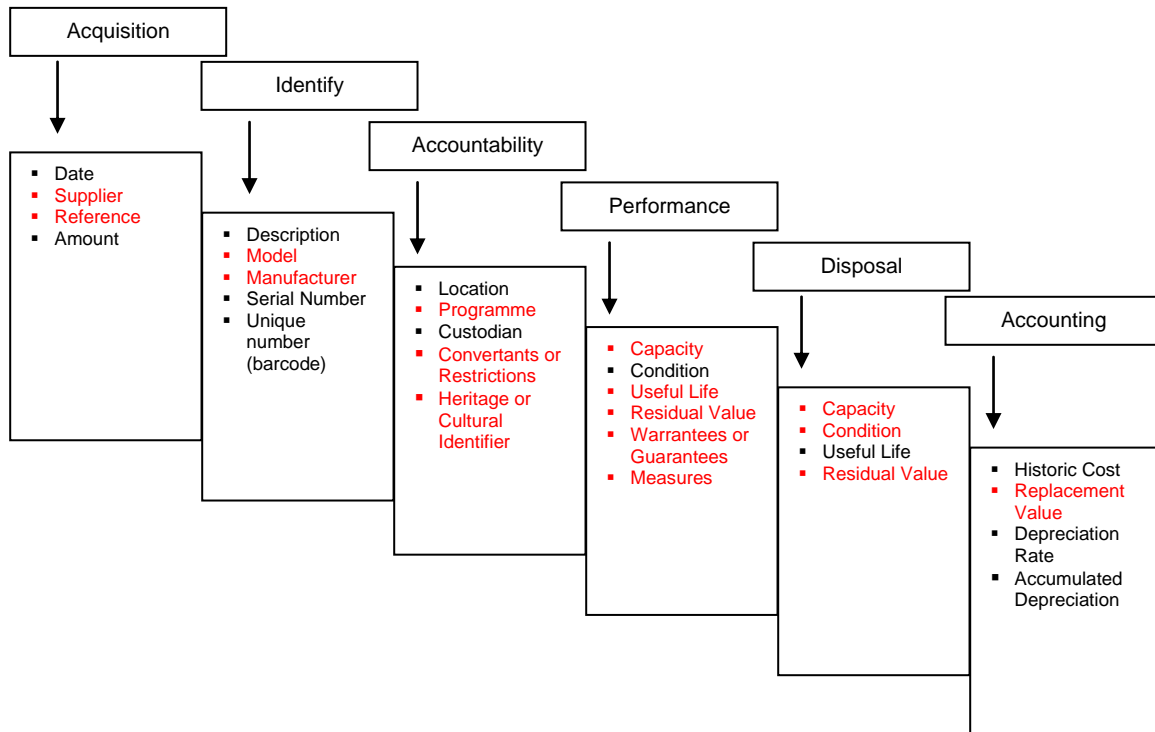 Acquisition
Date
Supplier
Reference
Amount
Identify
Description
Model
Manufacturer
Serial Number
Unique
number
(barcode)
Accountability
Location
Programme
Custodian
Convertants or
Restrictions
Heritage or
Cultural
Identifier
Performance
Capacity
Condition
Useful Life
Residual Value
Warrantees or
Guarantees
Measures
Disposal
Capacity
Condition
Useful Life
Residual Value
Accounting
Historic Cost
Replacement
Value
Depreciation
Rate
Accumulated
Depreciation